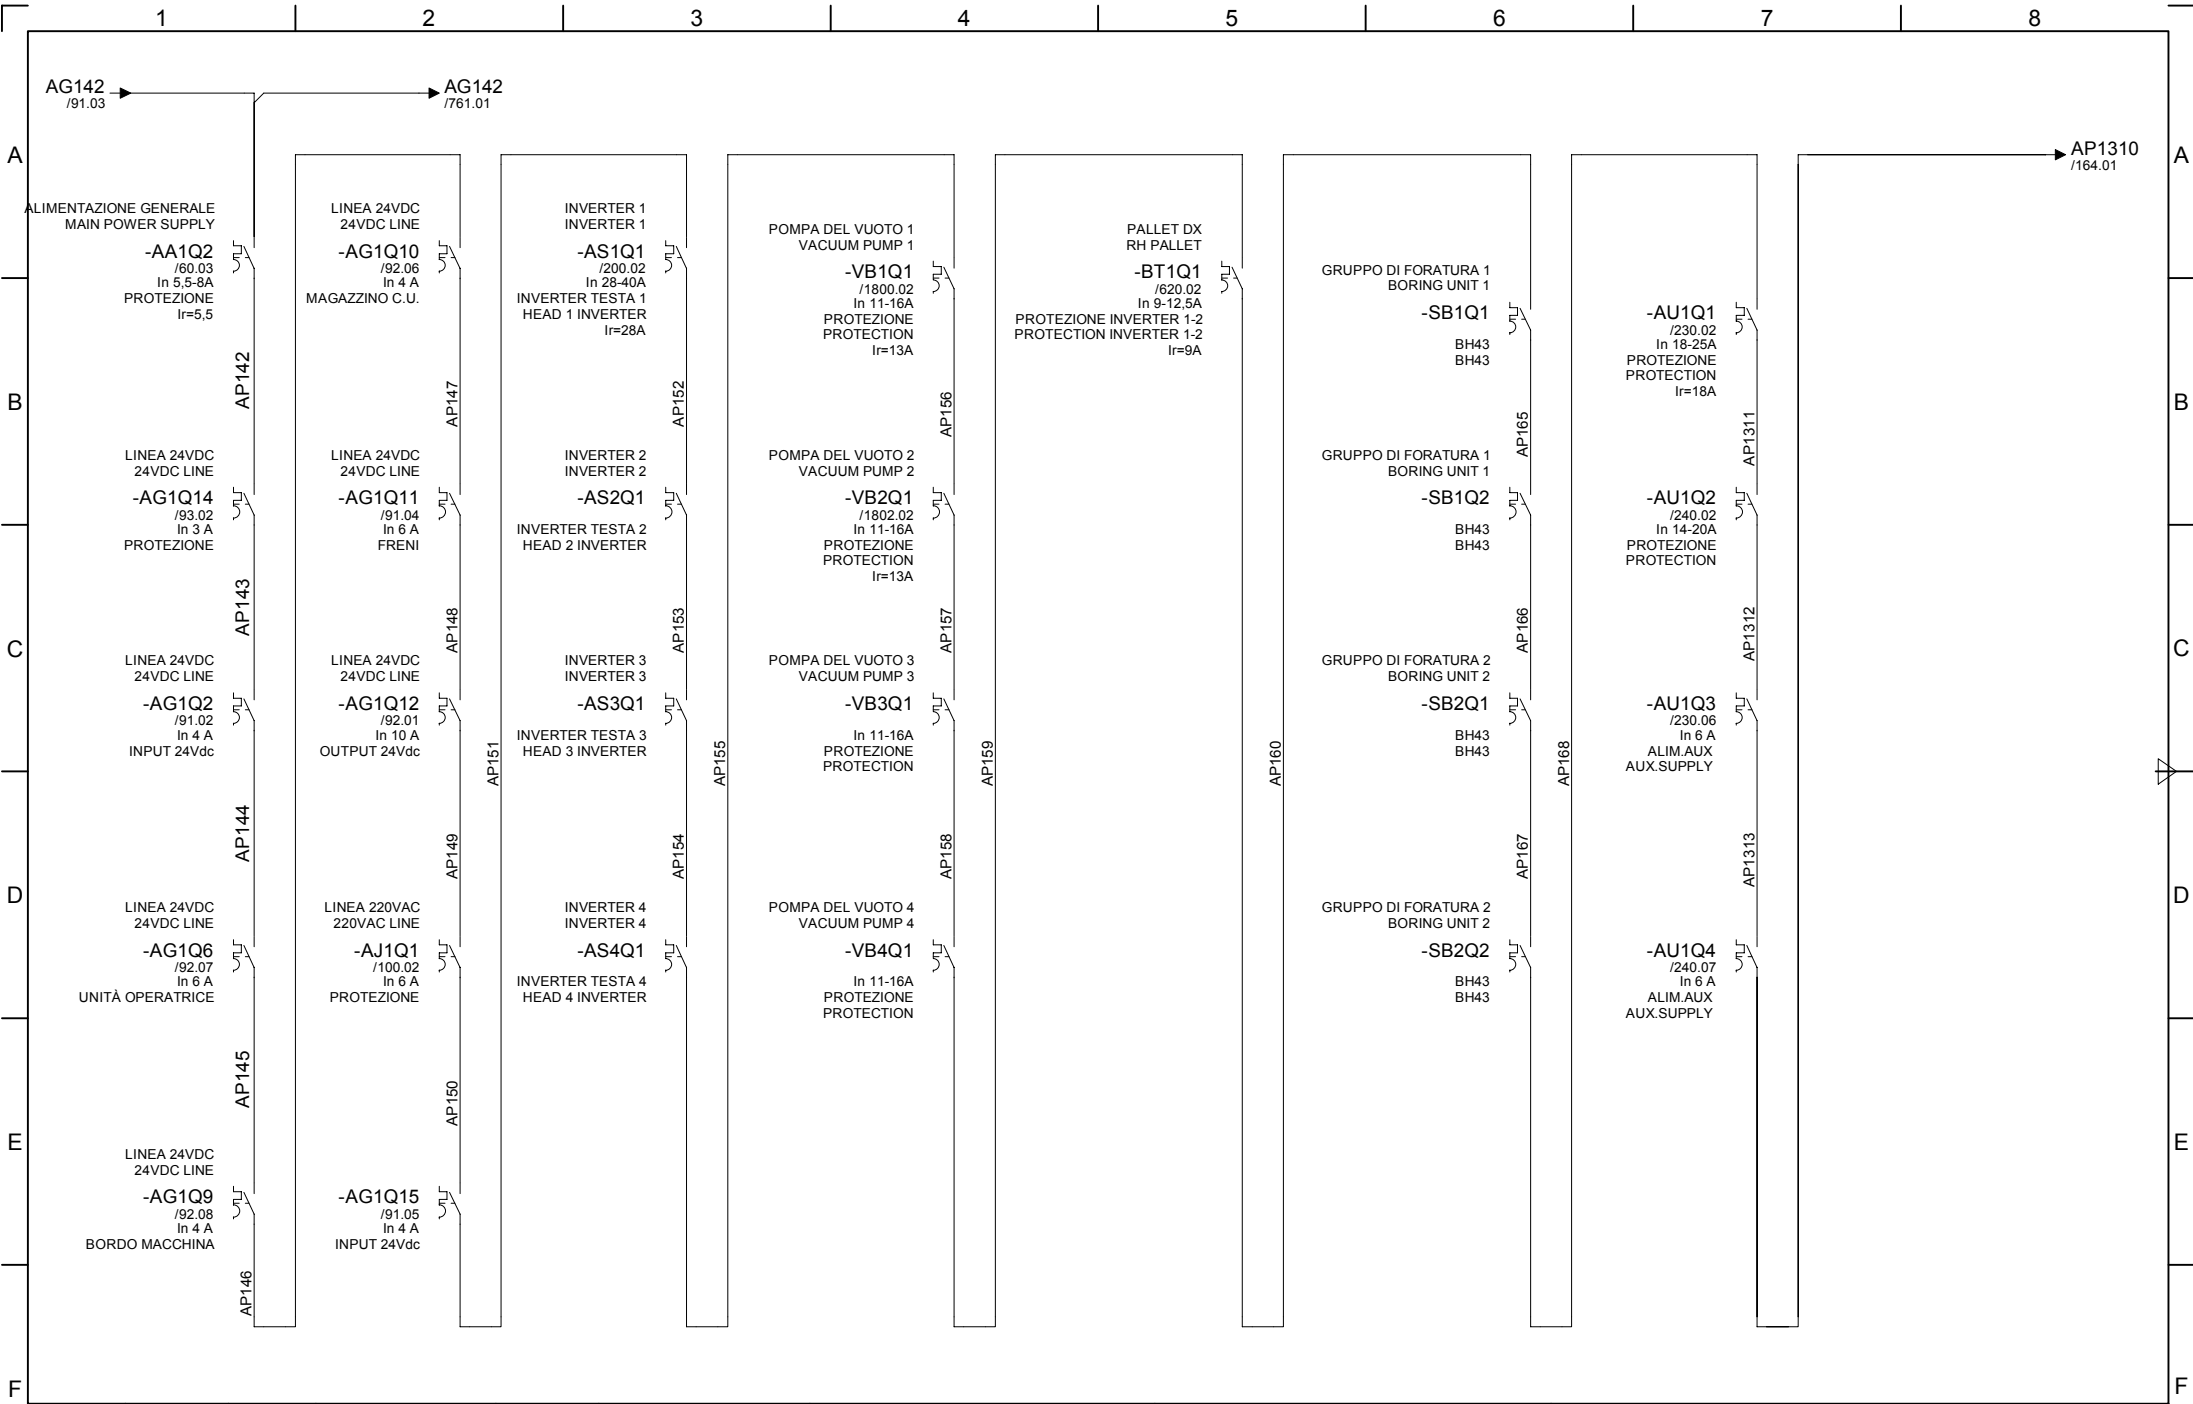 1
2
3
4
5
6
7
8
A
B
C
D
E
F
AG142
/91.03
AG142
/761.01
AP1310
/164.01
ALIMENTAZIONE GENERALE
MAIN POWER SUPPLY
-AA1Q2
/60.03
In 5,5-8A
PROTEZIONE
Ir=5,5
AP142
LINEA 24VDC
24VDC LINE
-AG1Q14
/93.02
In 3 A
PROTEZIONE
AP143
LINEA 24VDC
24VDC LINE
-AG1Q2
/91.02
In 4 A
INPUT 24Vdc
AP144
LINEA 24VDC
24VDC LINE
-AG1Q6
/92.07
In 6 A
UNITÀ OPERATRICE
AP145
LINEA 24VDC
24VDC LINE
-AG1Q9
/92.08
In 4 A
BORDO MACCHINA
AP146
LINEA 24VDC
24VDC LINE
-AG1Q10
/92.06
In 4 A
MAGAZZINO C.U.
AP147
LINEA 24VDC
24VDC LINE
-AG1Q11
/91.04
In 6 A
FRENI
AP148
LINEA 24VDC
24VDC LINE
-AG1Q12
/92.01
In 10 A
OUTPUT 24Vdc
AP149
LINEA 220VAC
220VAC LINE
-AJ1Q1
/100.02
In 6 A
PROTEZIONE
AP150
-AG1Q15
/91.05
In 4 A
INPUT 24Vdc
AP151
INVERTER 1
INVERTER 1
-AS1Q1
/200.02
In 28-40A
INVERTER TESTA 1
HEAD 1 INVERTER
Ir=28A
AP152
INVERTER 2
INVERTER 2
-AS2Q1
INVERTER TESTA 2
HEAD 2 INVERTER
AP153
INVERTER 3
INVERTER 3
-AS3Q1
INVERTER TESTA 3
HEAD 3 INVERTER
AP154
INVERTER 4
INVERTER 4
-AS4Q1
INVERTER TESTA 4
HEAD 4 INVERTER
AP155
POMPA DEL VUOTO 1
VACUUM PUMP 1
-VB1Q1
/1800.02
In 11-16A
PROTEZIONE
PROTECTION
Ir=13A
AP156
POMPA DEL VUOTO 2
VACUUM PUMP 2
-VB2Q1
/1802.02
In 11-16A
PROTEZIONE
PROTECTION
Ir=13A
AP157
POMPA DEL VUOTO 3
VACUUM PUMP 3
-VB3Q1
In 11-16A
PROTEZIONE
PROTECTION
AP158
POMPA DEL VUOTO 4
VACUUM PUMP 4
-VB4Q1
In 11-16A
PROTEZIONE
PROTECTION
AP159
PALLET DX
RH PALLET
-BT1Q1
/620.02
In 9-12,5A
PROTEZIONE INVERTER 1-2
PROTECTION INVERTER 1-2
Ir=9A
AP160
GRUPPO DI FORATURA 1
BORING UNIT 1
-SB1Q1
BH43
BH43
AP165
GRUPPO DI FORATURA 1
BORING UNIT 1
-SB1Q2
BH43
BH43
AP166
GRUPPO DI FORATURA 2
BORING UNIT 2
-SB2Q1
BH43
BH43
AP167
GRUPPO DI FORATURA 2
BORING UNIT 2
-SB2Q2
BH43
BH43
AP168
-AU1Q1
/230.02
In 18-25A
PROTEZIONE
PROTECTION
Ir=18A
AP1311
-AU1Q2
/240.02
In 14-20A
PROTEZIONE
PROTECTION
AP1312
-AU1Q3
/230.06
In 6 A
ALIM.AUX
AUX.SUPPLY
AP1313
-AU1Q4
/240.07
In 6 A
ALIM.AUX
AUX.SUPPLY
A
B
C
D
E
F